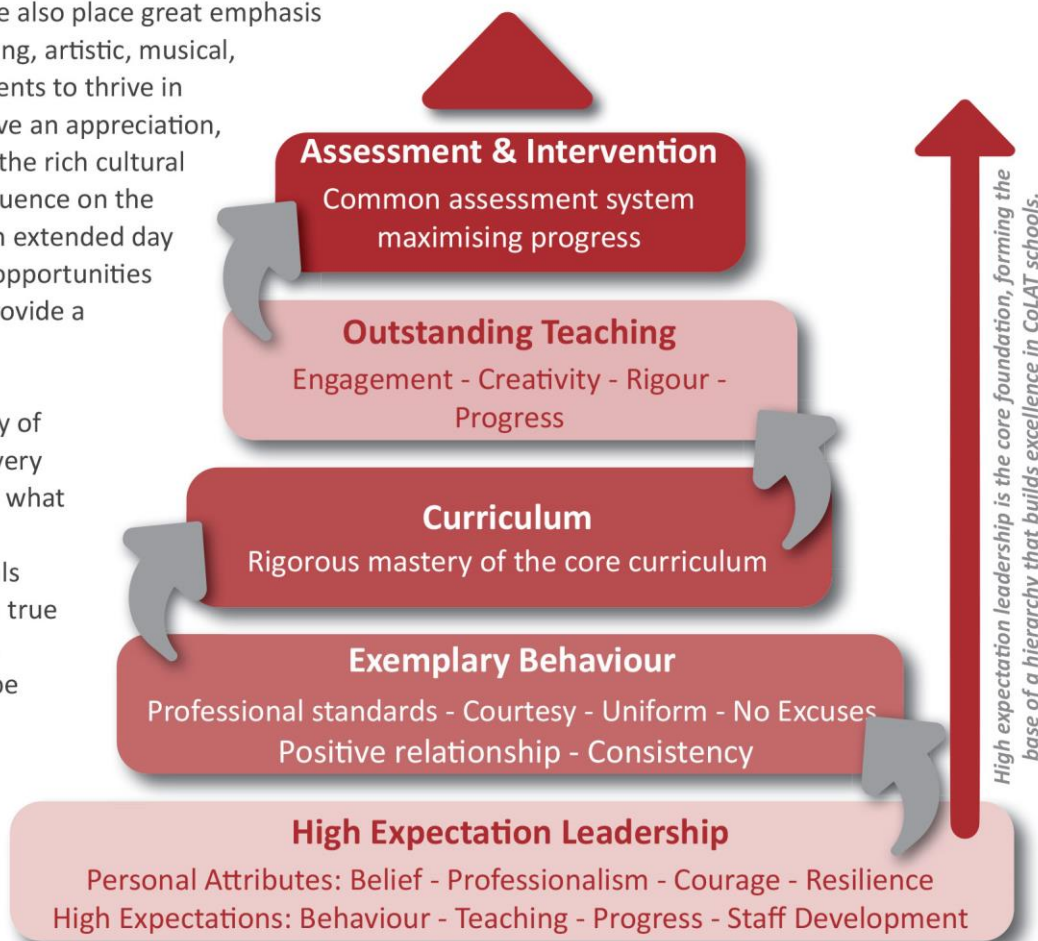 e also place great emphasis
ing, artistic, musical,
ents to thrive in
ve an appreciation,
the rich cultural
uence on the
n extended day
opportunities
ovide a
y of
very
what
ls
true
be
Assessment & Intervention
Common assessment system
maximising progress
Outstanding Teaching
Engagement - Creativity - Rigour -
Progress
Curriculum
Rigorous mastery of the core curriculum
Exemplary Behaviour
Professional standards - Courtesy - Uniform - No Excuses
Positive relationship - Consistency
High Expectation Leadership
Personal Attributes: Belief - Professionalism - Courage - Resilience
High Expectations: Behaviour - Teaching - Progress - Staff Development
High expectation leadership is the core foundation, forming the
base of a hierarchy that builds excellence in CoLAT schools.